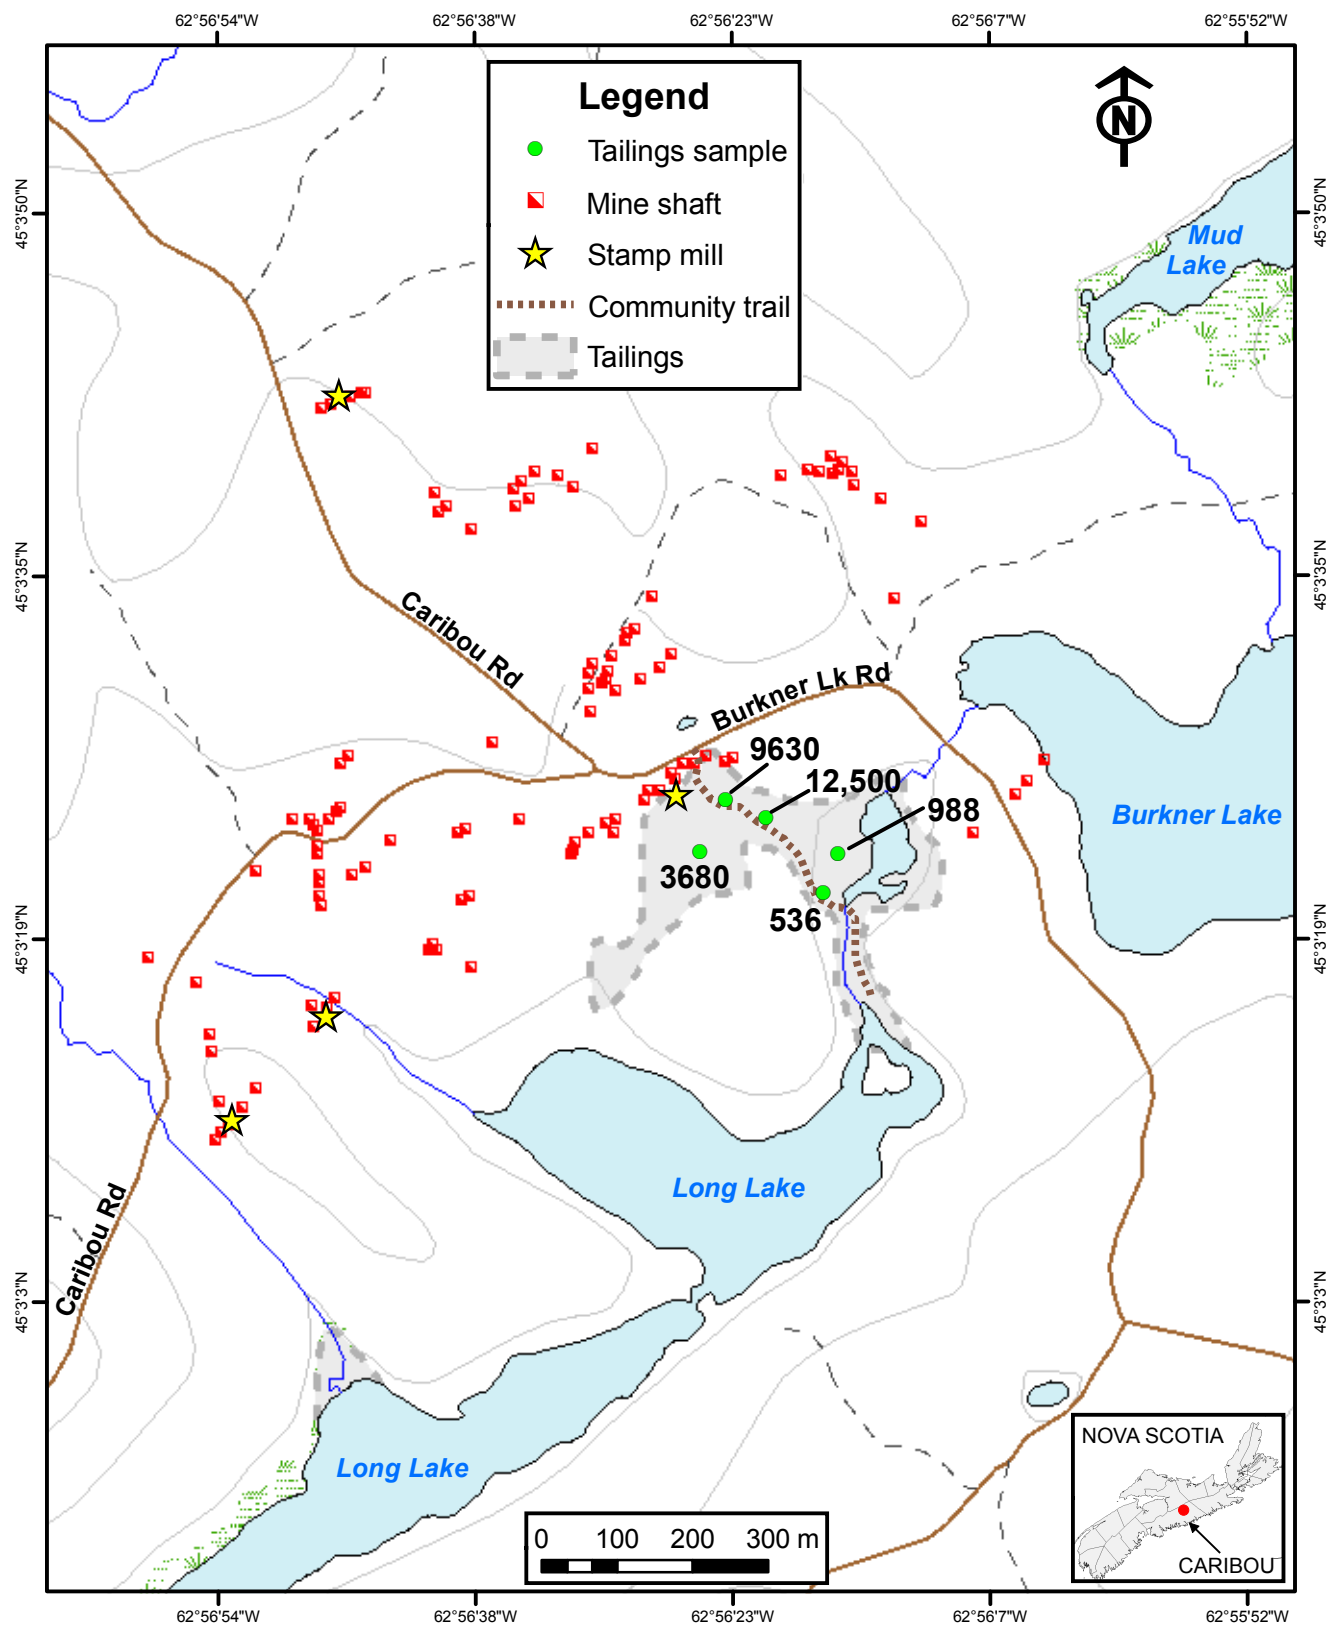 62°56'54"W
62°56'38"W
62°56'23"W
62°56'7"W
62°55'52"W
Legend
Tailings sample
Mine shaft
Stamp mill
Community trail
Tailings
N
45°3'50"N
45°3'50"N
Mud
Lake
45°3'35"N
45°3'35"N
Caribou Rd
Burkner Lk Rd
9630
12,500
988
Burkner Lake
3680
536
45°3'19"N
45°3'19"N
Long Lake
Caribou Rd
45°3'3"N
45°3'3"N
Long Lake
NOVA SCOTIA
CARIBOU
0 100 200 300 m
62°56'54"W
62°56'38"W
62°56'23"W
62°56'7"W
62°55'52"W